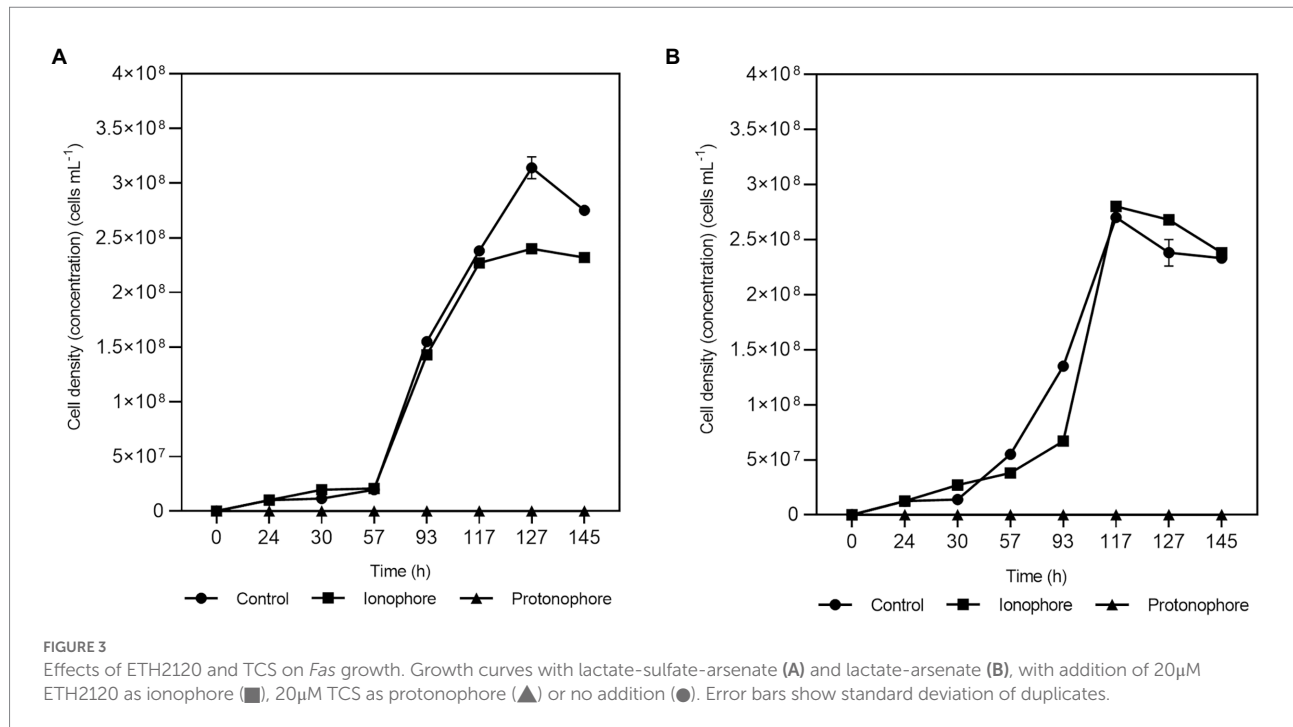 A
4×10⁸
3.5×10⁸
3×10⁸
2.5×10⁸
2×10⁸
1.5×10⁸
1×10⁸
5×10⁷
0
Cell density (concentration) (cells mL⁻¹)
0 24 30 57 93 117 127 145
Time (h)
Control Ionophore Protonophore
B
4×10⁸
3.5×10⁸
3×10⁸
2.5×10⁸
2×10⁸
1.5×10⁸
1×10⁸
5×10⁷
0
Cell density (concentration) (cells mL⁻¹)
0 24 30 57 93 117 127 145
Time (h)
Control Ionophore Protonophore
FIGURE 3
Effects of ETH2120 and TCS on Fas growth. Growth curves with lactate-sulfate-arsenate (A) and lactate-arsenate (B), with addition of 20μM
ETH2120 as ionophore (■), 20μM TCS as protonophore (▲) or no addition (●). Error bars show standard deviation of duplicates.